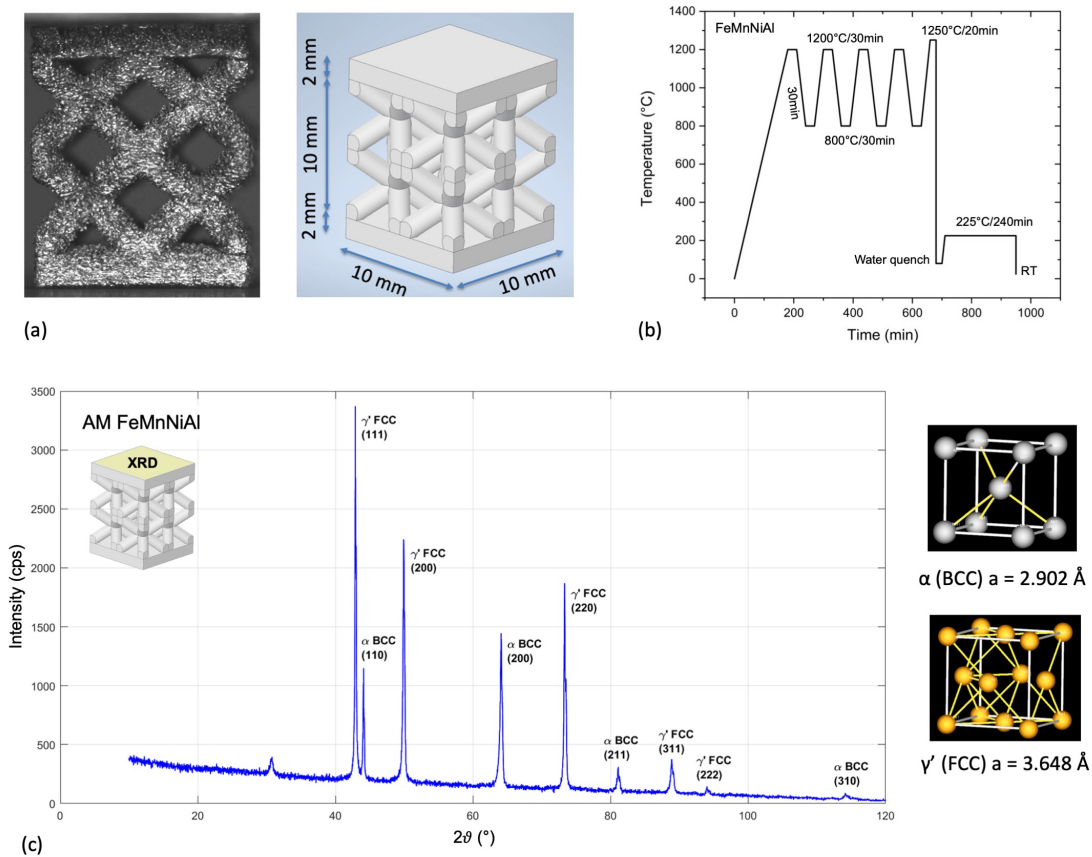 2 mm
10 mm
2 mm
10 mm
10 mm
(a)
FeMnNiAl
1200°C/30min
1250°C/20min
30min
800°C/30min
225°C/240min
Water quench
RT
1400
1200
1000
800
600
400
200
0
Temperature (°C)
0 200 400 600 800 1000
Time (min)
(b)
AM FeMnNiAl
XRD
γ' FCC
(111)
α BCC
(110)
γ' FCC
(200)
α BCC
(200)
γ' FCC
(220)
α BCC
(211)
γ' FCC
(311)
γ' FCC
(222)
α BCC
(310)
3500
3000
2500
2000
1500
1000
500
0
Intensity (cps)
0 20 40 60 80 100 120
2ϑ (°)
α (BCC) a = 2.902 Å
γ’ (FCC) a = 3.648 Å
(c)